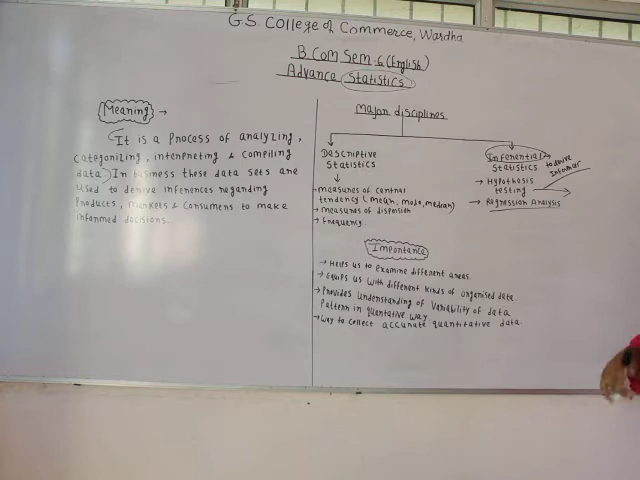 G.S College of Commerce, Wardha
B.Com Sem-6 (English)
Advance Statistics
Meaning →
It is a Process of analyzing,
categorizing, interpreting & compiling
data. In business these data sets are
used to derive inferences regarding
Products, markets & Consumers to make
informed decisions.
Major disciplines
Descriptive
Statistics
- measures of central
tendency (mean, mode, median)
→ measures of dispersion
→ Frequency.
Inferential
Statistics
to derive
→ Hypothesis
testing
→ Regression Analysis
Importance
→ Helps us to examine different areas.
→ Equips us with different kinds of organised data.
→ Provides understanding of Variability of data
Pattern in quantative way.
→ Way to collect accurate quantitative data